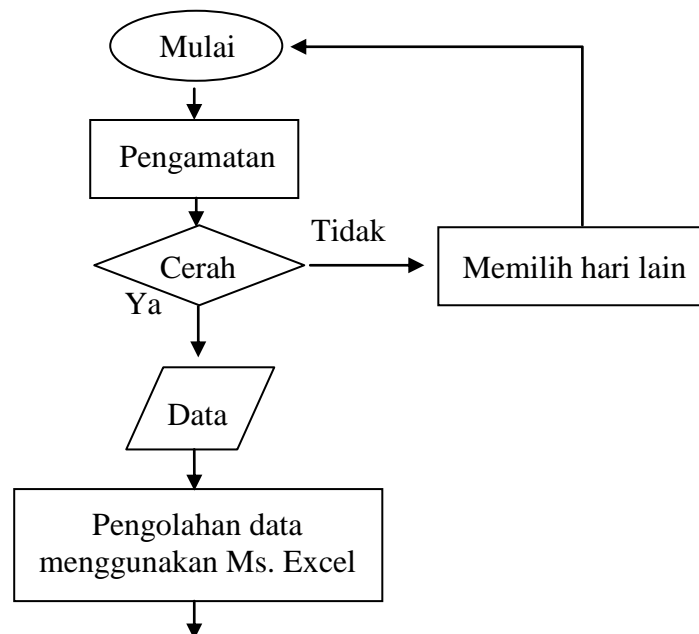 Mulai
Pengamatan
Tidak
Cerah
Memilih hari lain
Ya
Data
Pengolahan data
menggunakan Ms. Excel